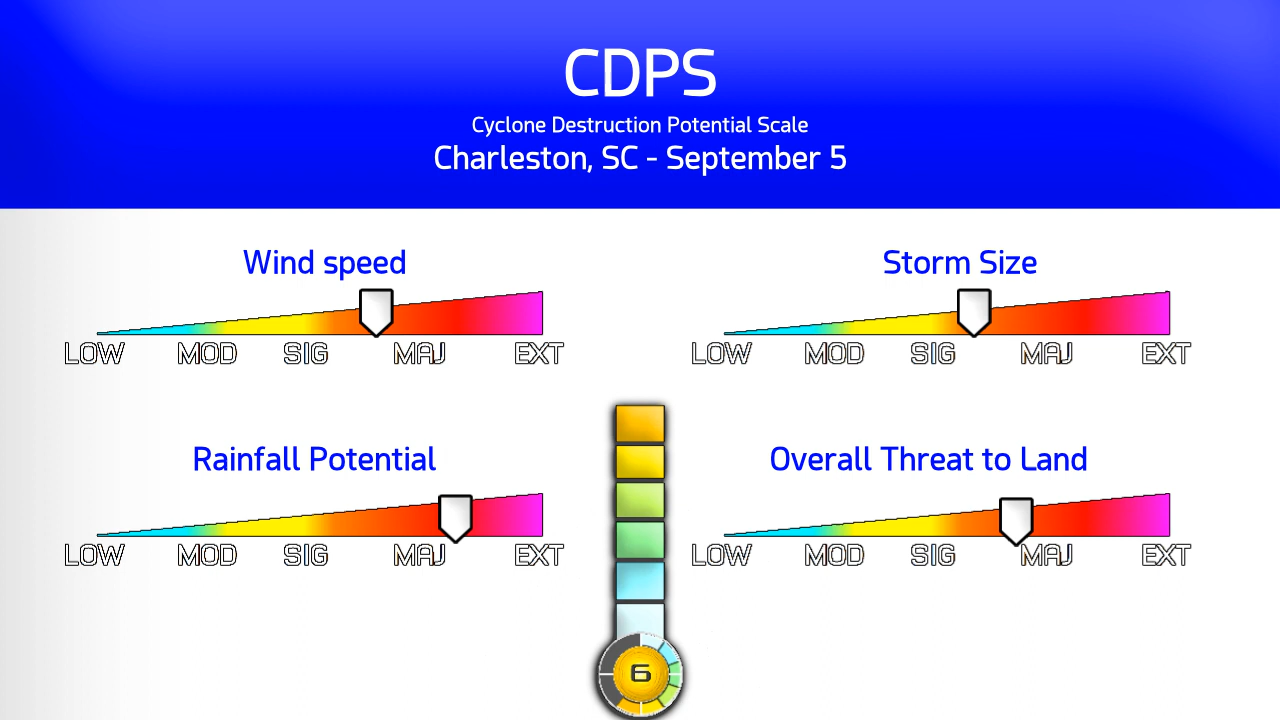 CDPS
Cyclone Destruction Potential Scale
Charleston, SC - September 5
Wind speed
LOW MOD SIG MAJ EXT
Storm Size
LOW MOD SIG MAJ EXT
Rainfall Potential
LOW MOD SIG MAJ EXT
Overall Threat to Land
LOW MOD SIG MAJ EXT
6